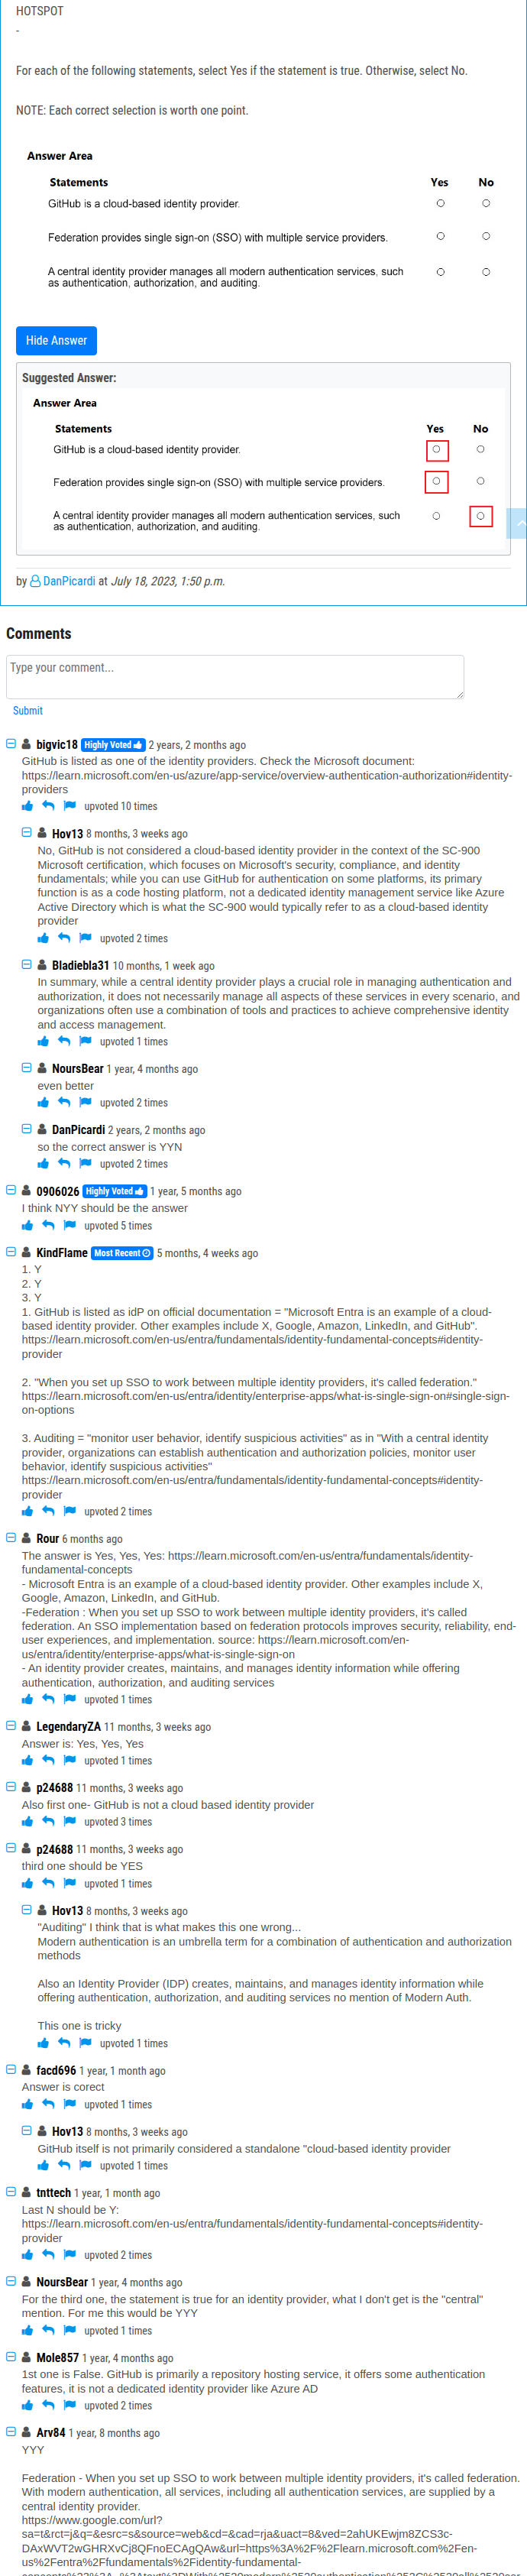 HOTSPOT
-
For each of the following statements, select Yes if the statement is true. Otherwise, select No.
NOTE: Each correct selection is worth one point.
Answer Area
Statements Yes No
GitHub is a cloud-based identity provider.
Federation provides single sign-on (SSO) with multiple service providers.
A central identity provider manages all modern authentication services, such
as authentication, authorization, and auditing.
Hide Answer
Suggested Answer:
Answer Area
Statements Yes No
GitHub is a cloud-based identity provider.
Federation provides single sign-on (SSO) with multiple service providers.
A central identity provider manages all modern authentication services, such
as authentication, authorization, and auditing.
by DanPicardi at July 18, 2023, 1:50 p.m.
Comments
Type your comment...
Submit
bigvic18 Highly Voted 2 years, 2 months ago
GitHub is listed as one of the identity providers. Check the Microsoft document:
https://learn.microsoft.com/en-us/azure/app-service/overview-authentication-authorization#identity-
providers
upvoted 10 times
Hov13 8 months, 3 weeks ago
No, GitHub is not considered a cloud-based identity provider in the context of the SC-900
Microsoft certification, which focuses on Microsoft's security, compliance, and identity
fundamentals; while you can use GitHub for authentication on some platforms, its primary
function is as a code hosting platform, not a dedicated identity management service like Azure
Active Directory which is what the SC-900 would typically refer to as a cloud-based identity
provider
upvoted 2 times
Bladiebla31 10 months, 1 week ago
In summary, while a central identity provider plays a crucial role in managing authentication and
authorization, it does not necessarily manage all aspects of these services in every scenario, and
organizations often use a combination of tools and practices to achieve comprehensive identity
and access management.
upvoted 1 times
NoursBear 1 year, 4 months ago
even better
upvoted 2 times
DanPicardi 2 years, 2 months ago
so the correct answer is YYN
upvoted 2 times
0906026 Highly Voted 1 year, 5 months ago
I think NYY should be the answer
upvoted 5 times
KindFlame Most Recent 5 months, 4 weeks ago
1. Y
2. Y
3. Y
1. GitHub is listed as idP on official documentation = "Microsoft Entra is an example of a cloud-
based identity provider. Other examples include X, Google, Amazon, LinkedIn, and GitHub".
https://learn.microsoft.com/en-us/entra/fundamentals/identity-fundamental-concepts#identity-
provider
2. "When you set up SSO to work between multiple identity providers, it's called federation."
https://learn.microsoft.com/en-us/entra/identity/enterprise-apps/what-is-single-sign-on#single-sign-
on-options
3. Auditing = "monitor user behavior, identify suspicious activities" as in "With a central identity
provider, organizations can establish authentication and authorization policies, monitor user
behavior, identify suspicious activities"
https://learn.microsoft.com/en-us/entra/fundamentals/identity-fundamental-concepts#identity-
provider
upvoted 2 times
Rour 6 months ago
The answer is Yes, Yes, Yes: https://learn.microsoft.com/en-us/entra/fundamentals/identity-
fundamental-concepts
- Microsoft Entra is an example of a cloud-based identity provider. Other examples include X,
Google, Amazon, LinkedIn, and GitHub.
-Federation : When you set up SSO to work between multiple identity providers, it's called
federation. An SSO implementation based on federation protocols improves security, reliability, end-
user experiences, and implementation. source: https://learn.microsoft.com/en-
us/entra/identity/enterprise-apps/what-is-single-sign-on
- An identity provider creates, maintains, and manages identity information while offering
authentication, authorization, and auditing services
upvoted 1 times
LegendaryZA 11 months, 3 weeks ago
Answer is: Yes, Yes, Yes
upvoted 1 times
p24688 11 months, 3 weeks ago
Also first one- GitHub is not a cloud based identity provider
upvoted 3 times
p24688 11 months, 3 weeks ago
third one should be YES
upvoted 1 times
Hov13 8 months, 3 weeks ago
"Auditing" I think that is what makes this one wrong...
Modern authentication is an umbrella term for a combination of authentication and authorization
methods
Also an Identity Provider (IDP) creates, maintains, and manages identity information while
offering authentication, authorization, and auditing services no mention of Modern Auth.
This one is tricky
upvoted 1 times
facd696 1 year, 1 month ago
Answer is corect
upvoted 1 times
Hov13 8 months, 3 weeks ago
GitHub itself is not primarily considered a standalone "cloud-based identity provider
upvoted 1 times
tnttech 1 year, 1 month ago
Last N should be Y:
https://learn.microsoft.com/en-us/entra/fundamentals/identity-fundamental-concepts#identity-
provider
upvoted 2 times
NoursBear 1 year, 4 months ago
For the third one, the statement is true for an identity provider, what I don't get is the "central"
mention. For me this would be YYY
upvoted 1 times
Mole857 1 year, 4 months ago
1st one is False. GitHub is primarily a repository hosting service, it offers some authentication
features, it is not a dedicated identity provider like Azure AD
upvoted 2 times
Arv84 1 year, 8 months ago
YYY
Federation - When you set up SSO to work between multiple identity providers, it's called federation.
With modern authentication, all services, including all authentication services, are supplied by a
central identity provider.
https://www.google.com/url?
sa=t&rct=j&q=&esrc=s&source=web&cd=&cad=rja&uact=8&ved=2ahUKEwjm8ZCS3c-
DAxWVT2wGHRXvCj8QFnoECAgQAw&url=https%3A%2F%2Flearn.microsoft.com%2Fen-
us%2Fentra%2Ffundamentals%2Fidentity-fundamental-